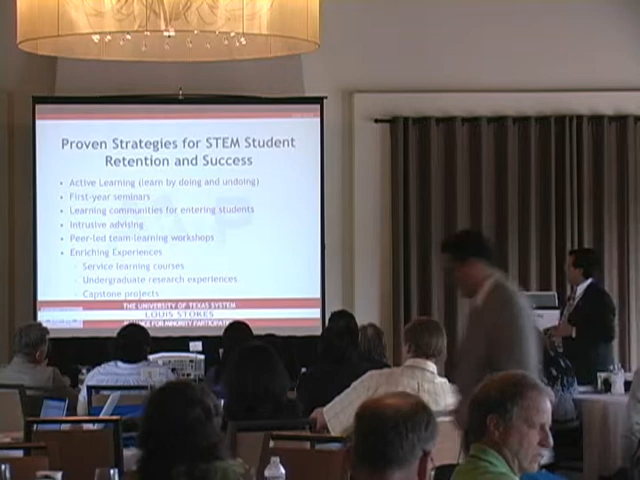 Proven Strategies for STEM Student
Retention and Success
• Active Learning (learn by doing and undoing)
• First-year seminars
• Learning communities for entering students
• Intrusive advising
• Peer-led team-learning workshops
• Enriching Experiences
- Service learning courses
- Undergraduate research experiences
- Capstone projects
THE UNIVERSITY OF TEXAS SYSTEM
LOUIS STOKES
FOR MINORITY